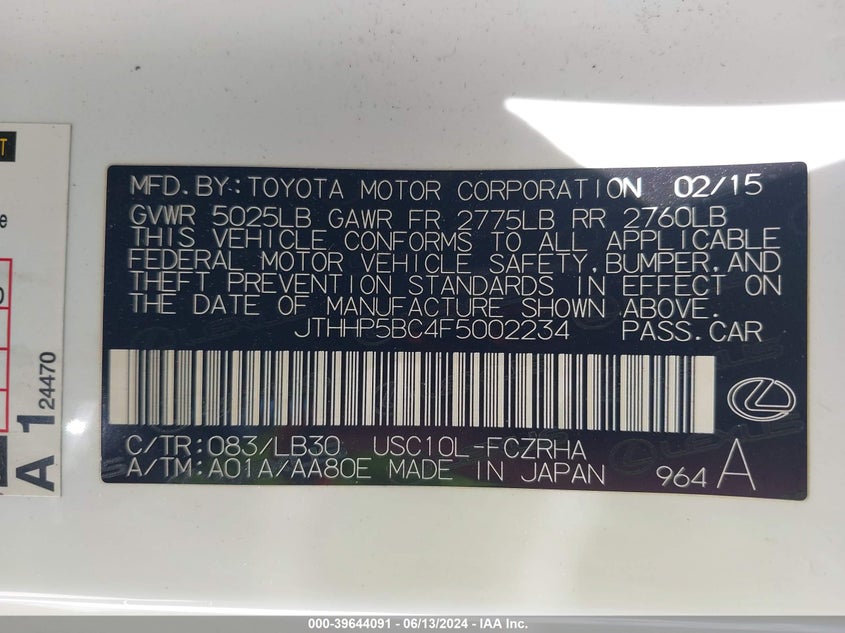 MFD.BY:TOYOTA MOTOR CORPORATION 02/15
GVWR 5025LB GAWR FR 2775LB RR 2760LB
THIS VEHICLE CONFORMS TO ALL APPLICABLE
FEDERAL MOTOR VEHICLE SAFETY,BUMPER,AND
THEFT PREVENTION STANDARDS IN EFFECT ON
THE DATE OF MANUFACTURE SHOWN ABOVE.
JTHHP5BC4F5002234 PASS.CAR
C/TR:083/LB30 USC10L-FCZRHA
A/TM:A01A/AA80E MADE IN JAPAN 964 A
A 1 24470
000-39644091 - 06/13/2024 - IAA Inc.